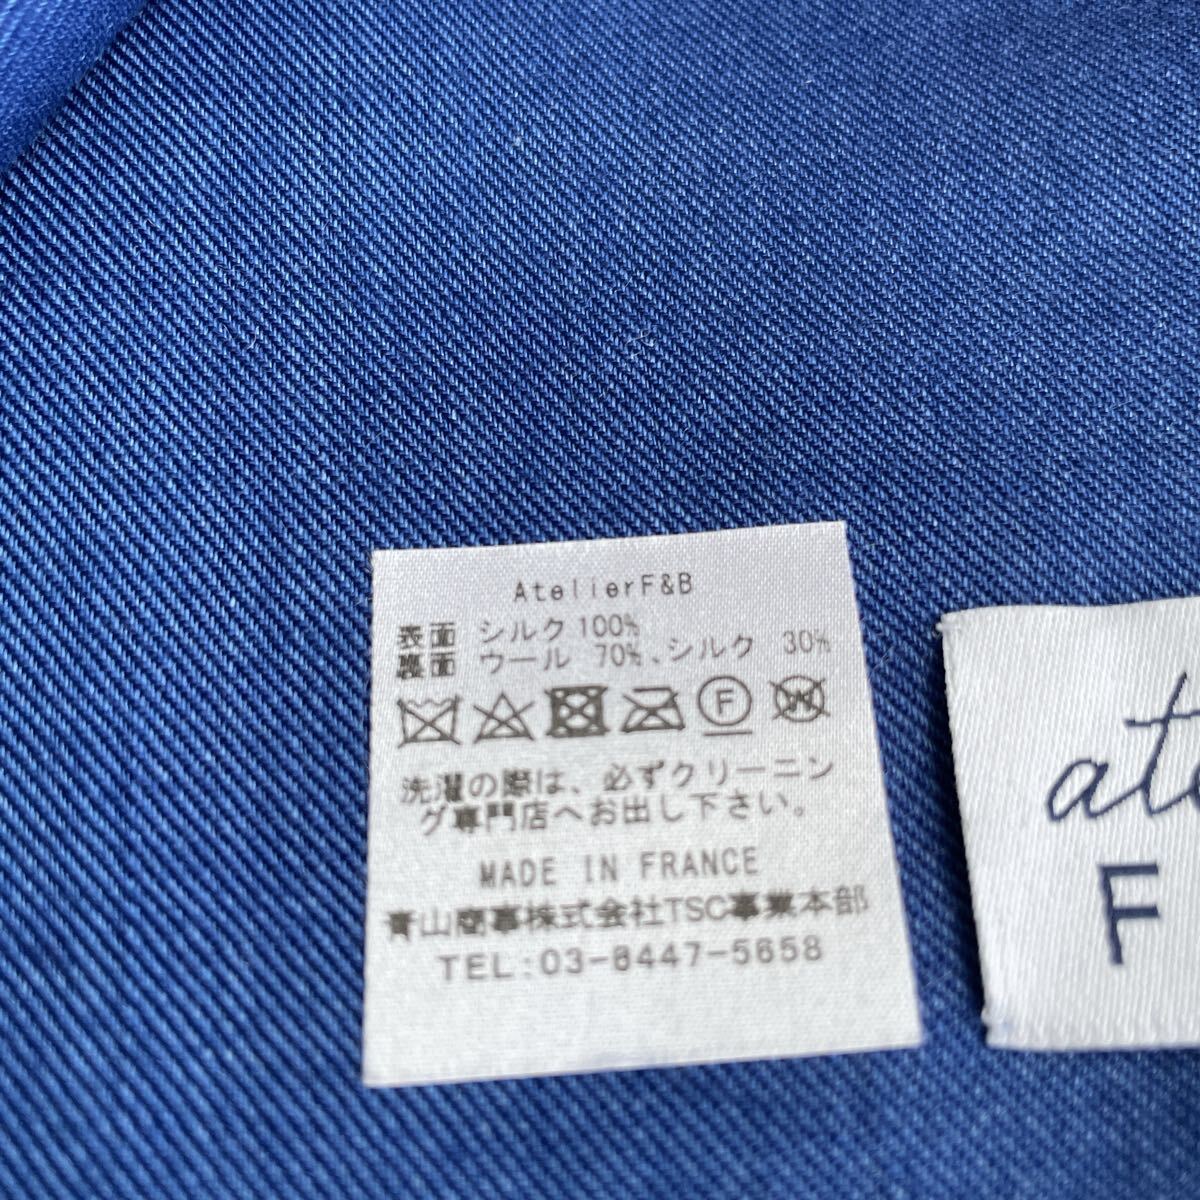 AtelierF&B
表面 シルク 100%
裏面 ウール 70%、シルク 30%
F W
洗濯の際は、必ずクリーニン
グ専門店へお出し下さい。
MADE IN FRANCE
青山商事株式会社TSC事業本部
TEL:03-8447-5658
ate
F